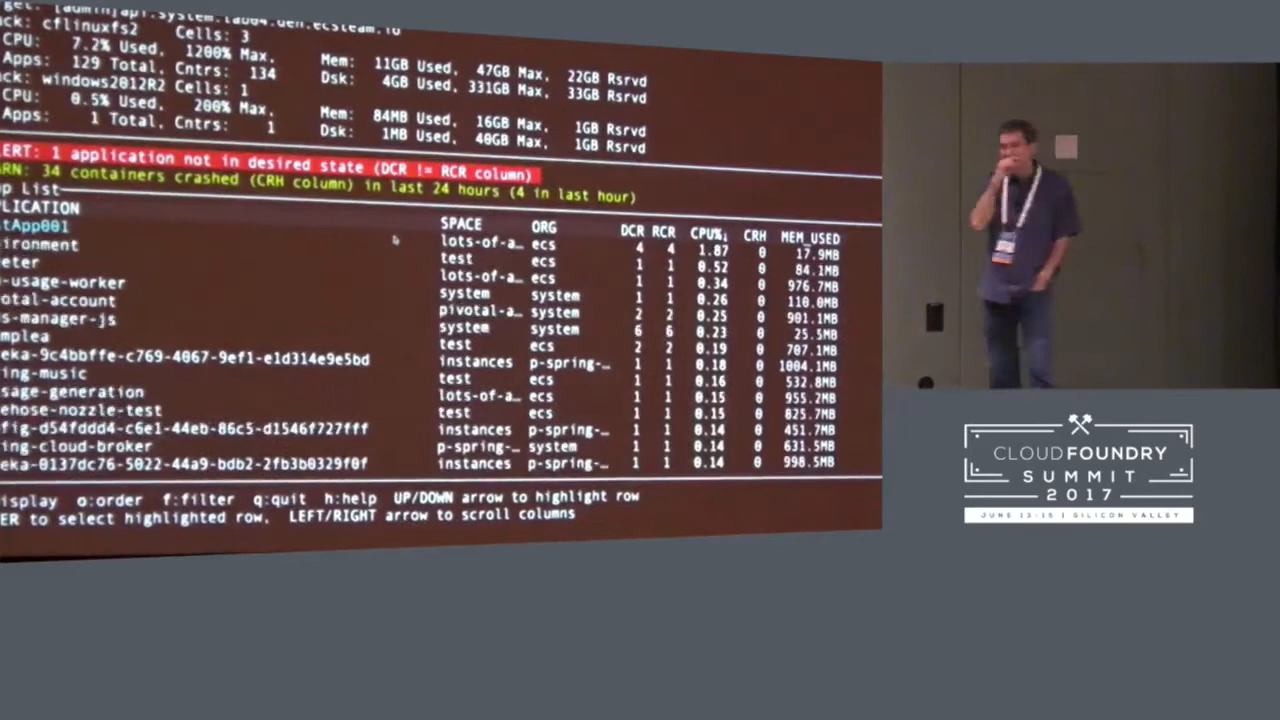 get: [admin]api.system.lab04.den.ecsteam.io
ck: cflinuxfs2 Cells: 3
CPU: 7.2% Used, 1200% Max, Mem: 11GB Used, 47GB Max, 22GB Rsrvd
Apps: 129 Total, Cntrs: 134 Dsk: 4GB Used, 331GB Max, 33GB Rsrvd
ck: windows2012R2 Cells: 1
CPU: 0.5% Used, 200% Max, Mem: 84MB Used, 16GB Max, 1GB Rsrvd
Apps: 1 Total, Cntrs: 1 Dsk: 1MB Used, 40GB Max, 1GB Rsrvd
ERT: 1 application not in desired state (DCR != RCR column)
ARN: 34 containers crashed (CRH column) in last 24 hours (4 in last hour)
p List
PLICATION SPACE ORG DCR RCR CPU%↓ CRH MEM_USED
tApp001 lots-of-a… ecs 4 4 1.87 0 17.9MB
ironment test ecs 1 1 0.52 0 84.1MB
eter lots-of-a… ecs 1 1 0.34 0 976.7MB
-usage-worker system system 1 1 0.26 0 110.0MB
otal-account pivotal-a… ecs 2 2 0.25 0 901.1MB
s-manager-js system system 6 6 0.23 0 25.5MB
mplea test ecs 2 2 0.19 0 707.1MB
eka-9c4bbffe-c769-4067-9ef1-e1d314e9e5bd instances p-spring-… 1 1 0.18 0 1004.1MB
ing-music test ecs 1 1 0.16 0 532.8MB
sage-generation lots-of-a… ecs 1 1 0.15 0 955.2MB
ehose-nozzle-test test ecs 1 1 0.15 0 825.7MB
fig-d54fddd4-c6e1-44eb-86c5-d1546f727fff instances p-spring-… 1 1 0.14 0 451.7MB
ing-cloud-broker p-spring-… system 1 1 0.14 0 631.5MB
eka-0137dc76-5022-44a9-bdb2-2fb3b0329f0f instances p-spring-… 1 1 0.14 0 998.5MB
isplay o:order f:filter q:quit h:help UP/DOWN arrow to highlight row
ER to select highlighted row, LEFT/RIGHT arrow to scroll columns
CLOUD FOUNDRY
SUMMIT
2017
JUNE 13-15 | SILICON VALLEY